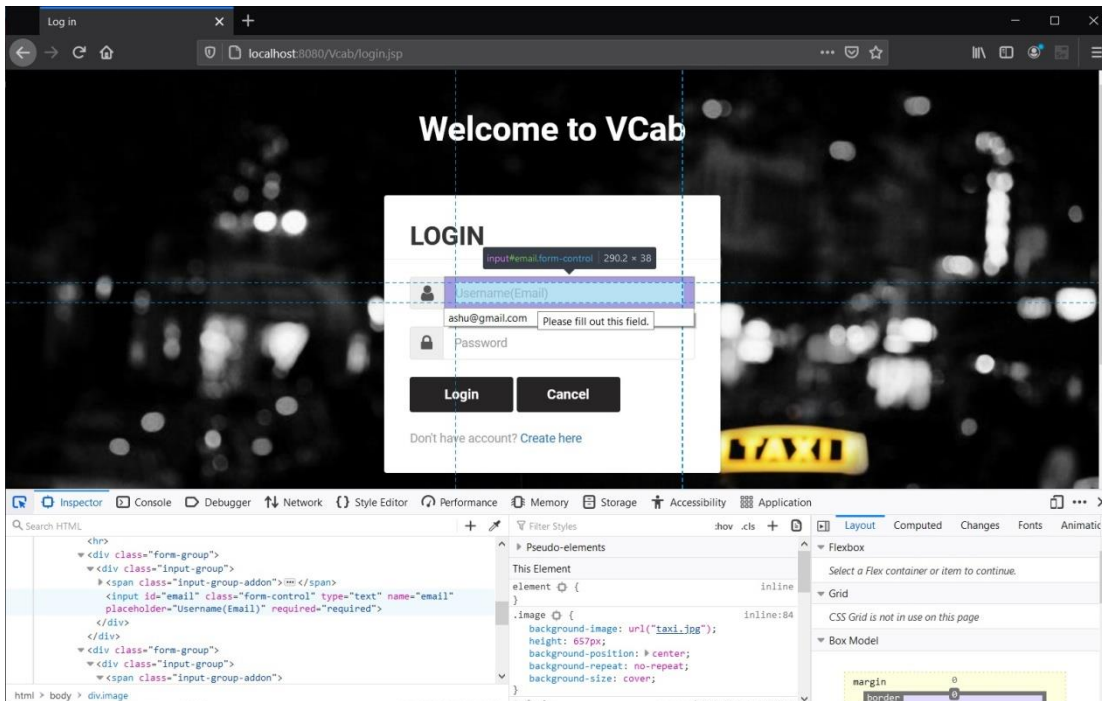 Log in
localhost:8080/Vcab/login.jsp
Welcome to VCab
LOGIN
input#email.form-control 290.2 × 38
Username(Email)
ashu@gmail.com
Please fill out this field.
Password
Login Cancel
Don't have account? Create here
TAXI
Inspector Console Debugger Network {} Style Editor Performance Memory Storage Accessibility Application
Search HTML
<hr>
<div class="form-group">
<div class="input-group">
<span class="input-group-addon"></span>
<input id="email" class="form-control" type="text" name="email"
placeholder="Username(Email)" required="required">
</div>
</div>
<div class="form-group">
<div class="input-group">
<span class="input-group-addon">
html > body > div.image
Filter Styles :hov .cls +
Pseudo-elements
This Element
element { inline
}
.image { inline:84
background-image: url("taxi.jpg");
height: 657px;
background-position: center;
background-repeat: no-repeat;
background-size: cover;
}
Layout Computed Changes Fonts Animatic
Flexbox
Select a Flex container or item to continue.
Grid
CSS Grid is not in use on this page
Box Model
margin 0
border 0